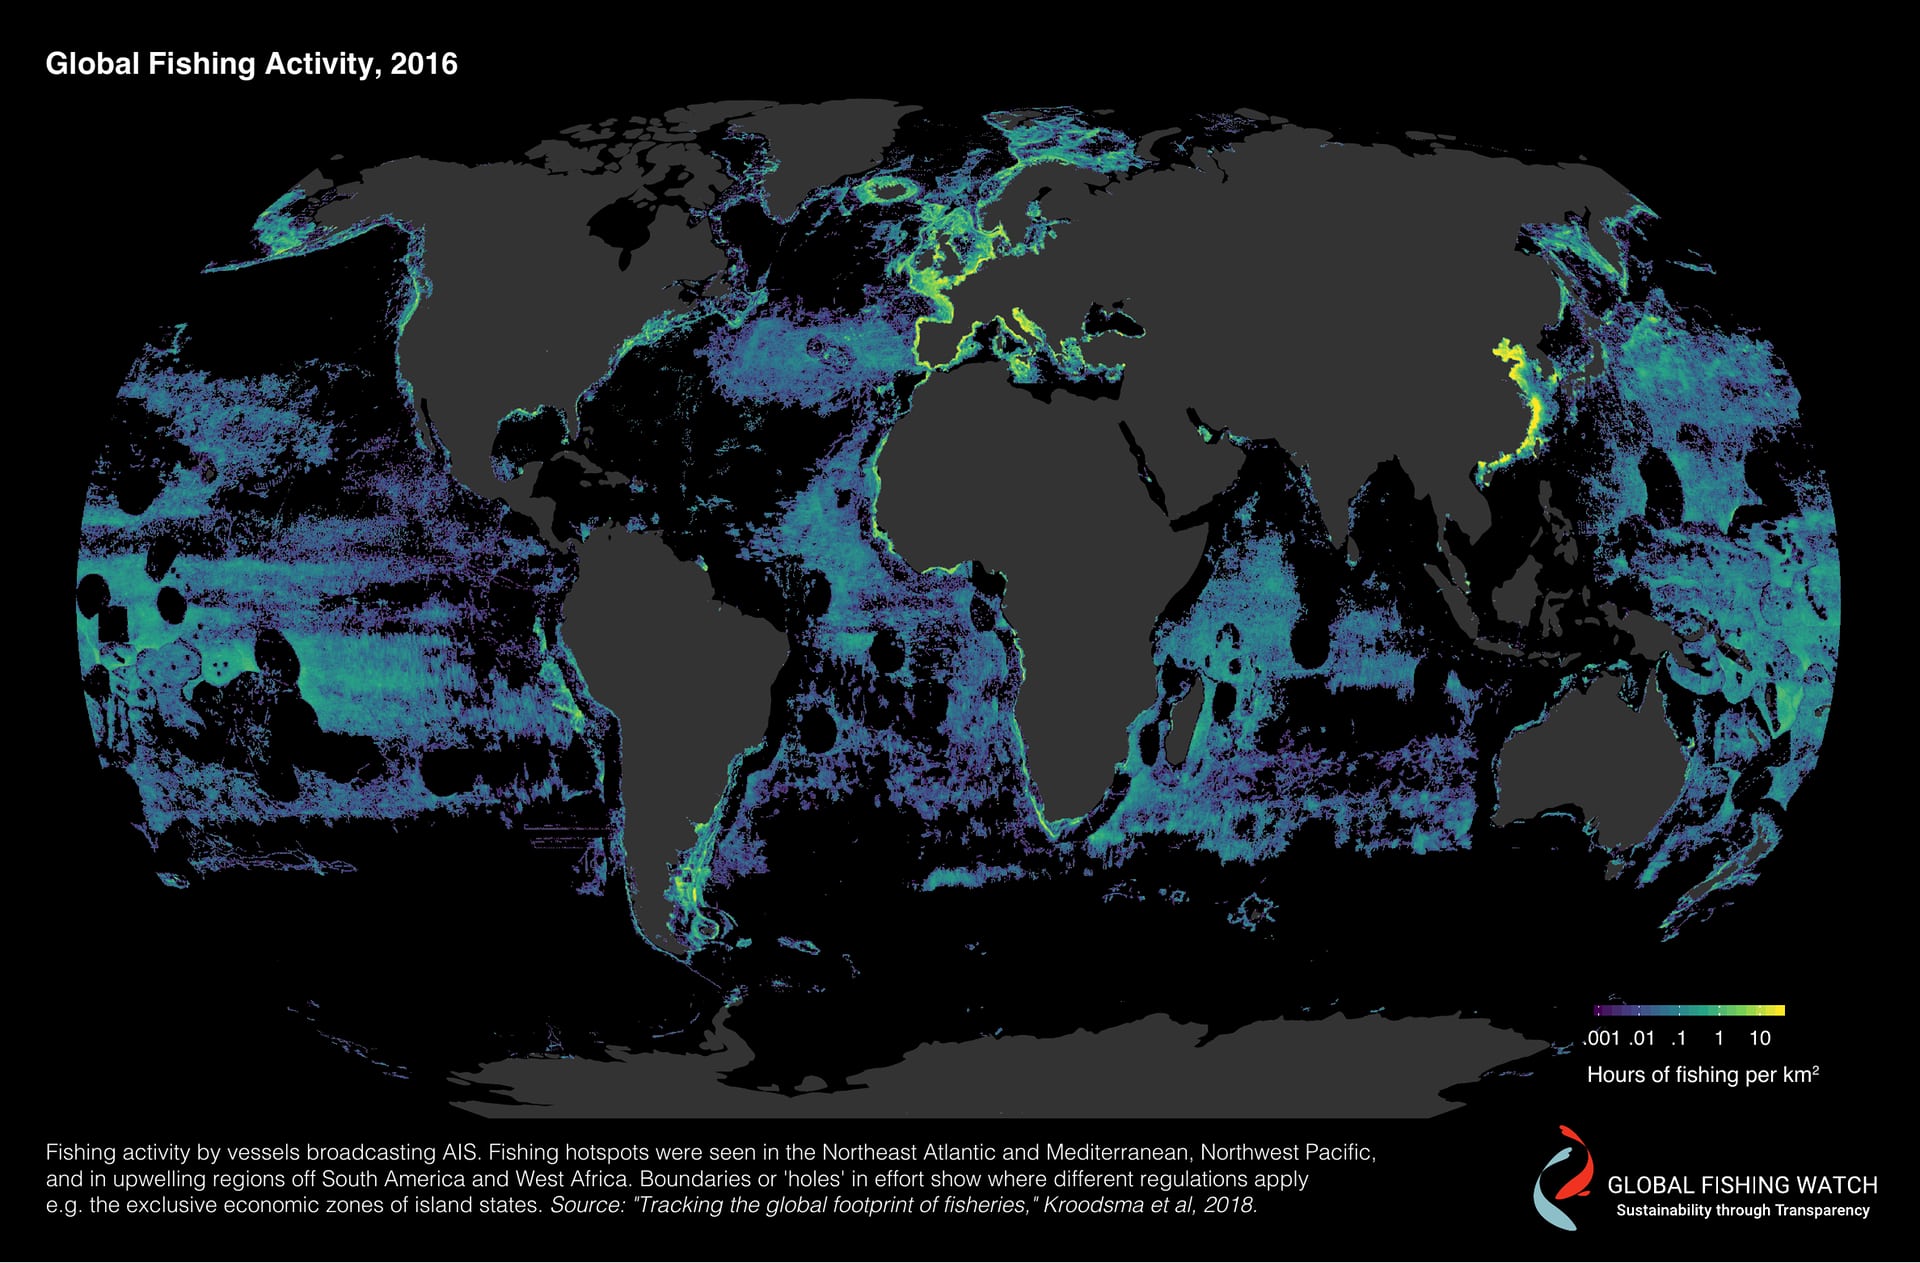 Global Fishing Activity, 2016
.001 .01 .1 1 10
Hours of fishing per km²
Fishing activity by vessels broadcasting AIS. Fishing hotspots were seen in the Northeast Atlantic and Mediterranean, Northwest Pacific,
and in upwelling regions off South America and West Africa. Boundaries or 'holes' in effort show where different regulations apply
e.g. the exclusive economic zones of island states. Source: "Tracking the global footprint of fisheries," Kroodsma et al, 2018.
GLOBAL FISHING WATCH
Sustainability through Transparency